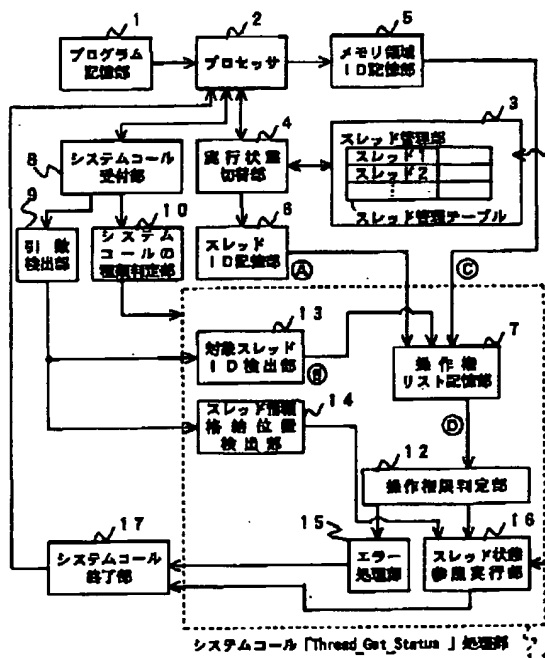 1
プログラム
記憶部
2
プロセッサ
5
メモリ領域
ID記憶部
3
スレッド管理部
スレッド1
スレッド2
スレッド管理テーブル
4
実行状態
切替部
8
システムコール
受付部
9
引数
検出部
10
システム
コールの
種類判定部
6
スレッド
ID記憶部
A
C
13
対象スレッド
ID検出部
B
7
操作権
リスト記憶部
14
スレッド情報
格納位置
検出部
D
12
操作権限判定部
15
エラー
処理部
16
スレッド状態
参照実行部
17
システムコール
終了部
システムコール「Thread_Get_Status」処理部